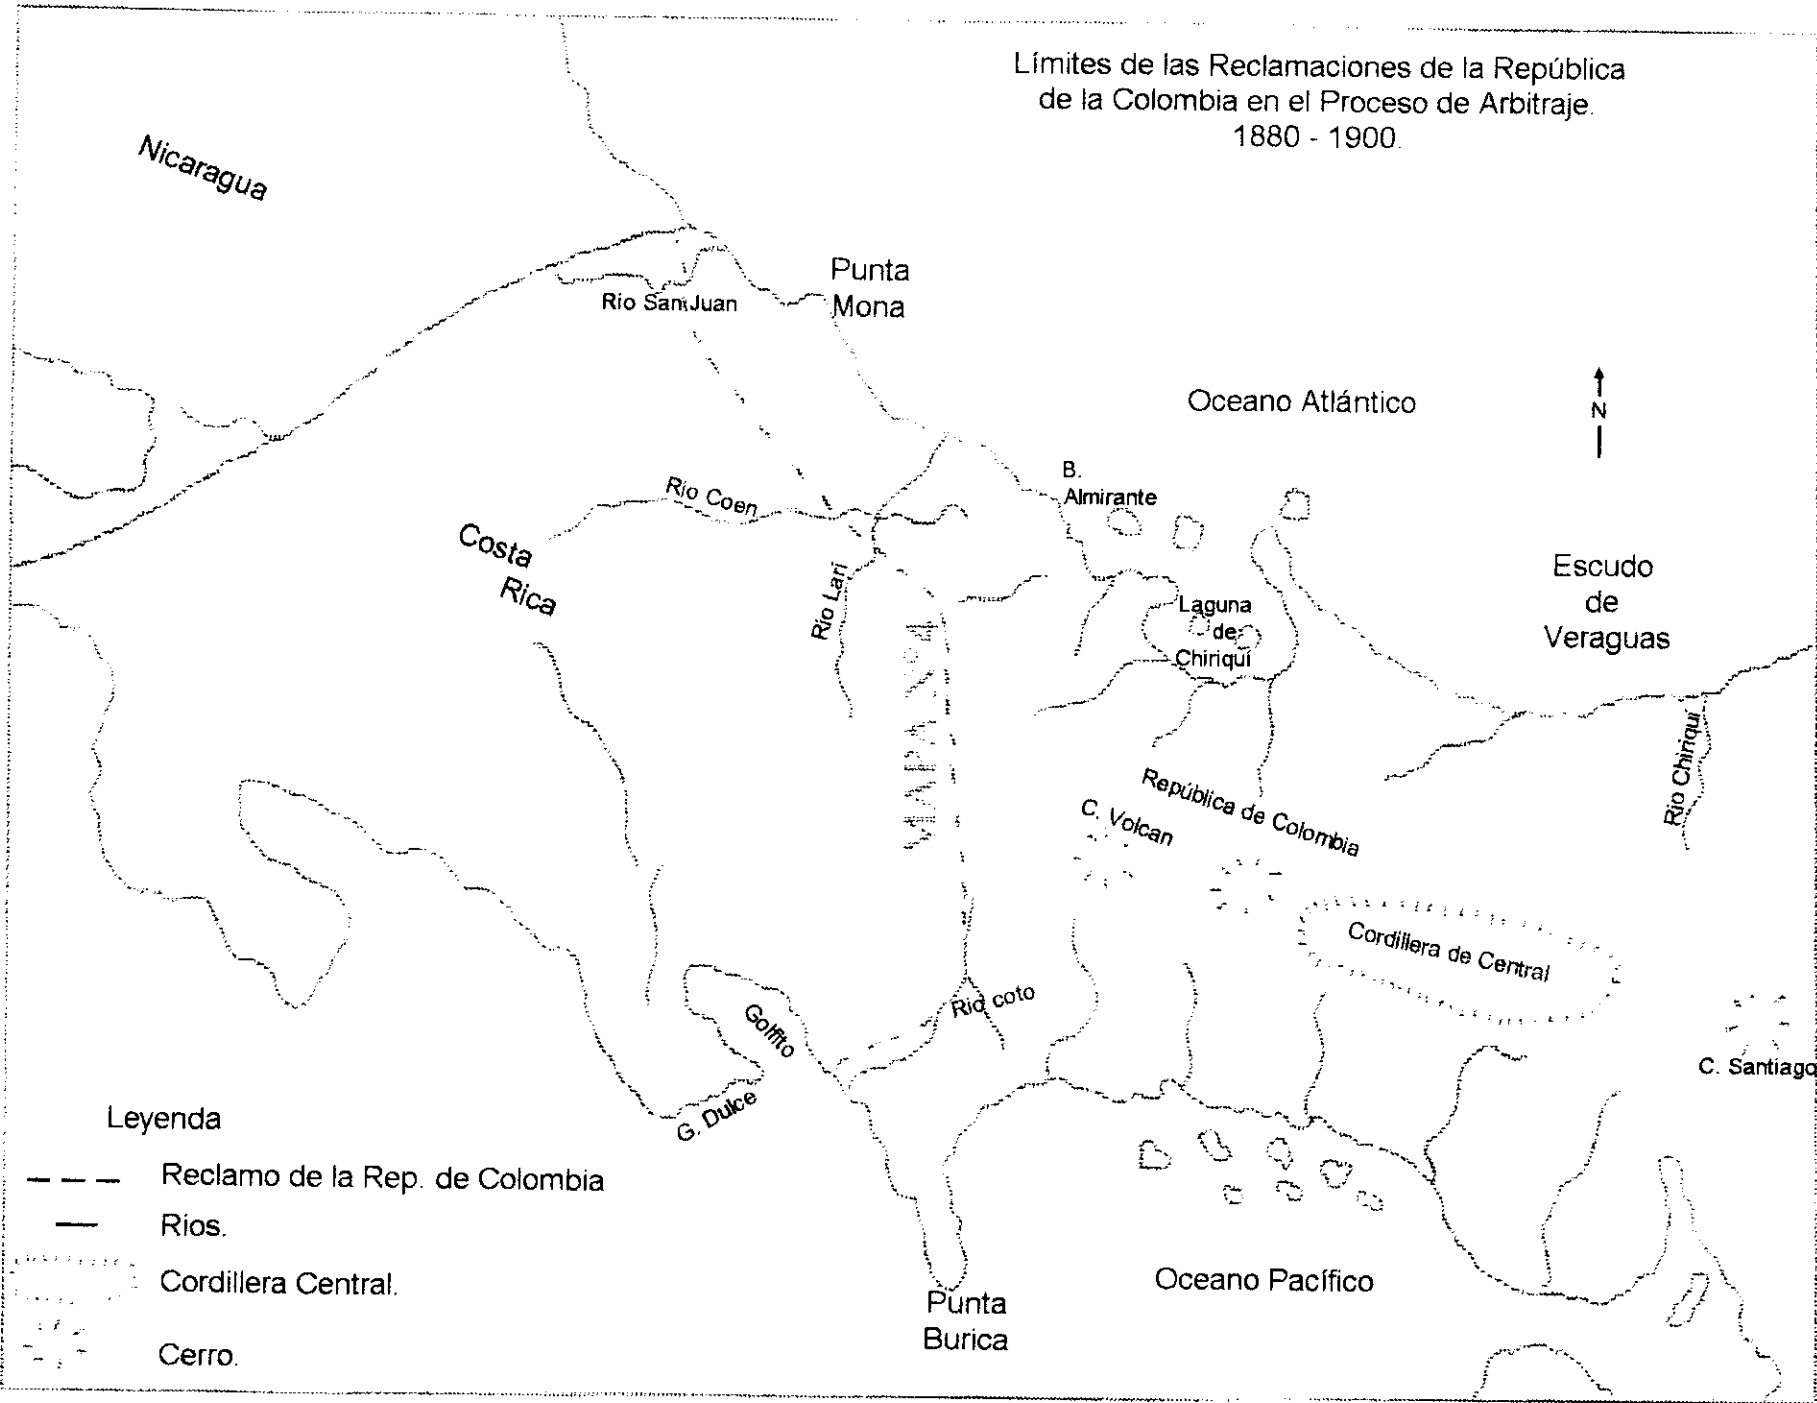 Límites de las Reclamaciones de la República
de la Colombia en el Proceso de Arbitraje.
1880 - 1900.
Nicaragua
Punta
Mona
Rio San Juan
Oceano Atlántico
N
B.
Almirante
Rio Coen
Costa
Rica
Escudo
de
Veraguas
Rio Lari
Laguna
de
Chiriquí
MAPA N° 4
Rio Chiriquí
República de Colombia
C. Volcan
Cordillera de Central
Rio coto
Golfito
C. Santiago
G. Dulce
Leyenda
Reclamo de la Rep. de Colombia
Rios.
Cordillera Central.
Cerro.
Oceano Pacífico
Punta
Burica